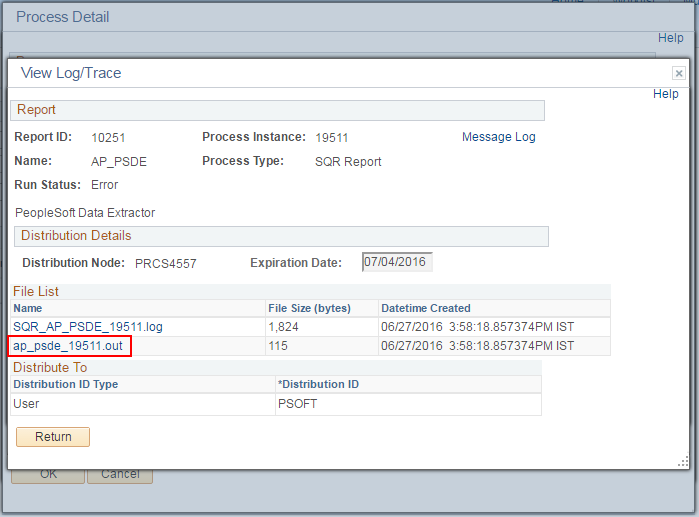 Process Detail
Help
View Log/Trace
Help
Report
Report ID: 10251 Process Instance: 19511 Message Log
Name: AP_PSDE Process Type: SQR Report
Run Status: Error
PeopleSoft Data Extractor
Distribution Details
Distribution Node: PRCS4557 Expiration Date: 07/04/2016
File List
Name File Size (bytes) Datetime Created
SQR_AP_PSDE_19511.log 1,824 06/27/2016 3:58:18.857374PM IST
ap_psde_19511.out 115 06/27/2016 3:58:18.857374PM IST
Distribute To
Distribution ID Type *Distribution ID
User PSOFT
Return
OK Cancel